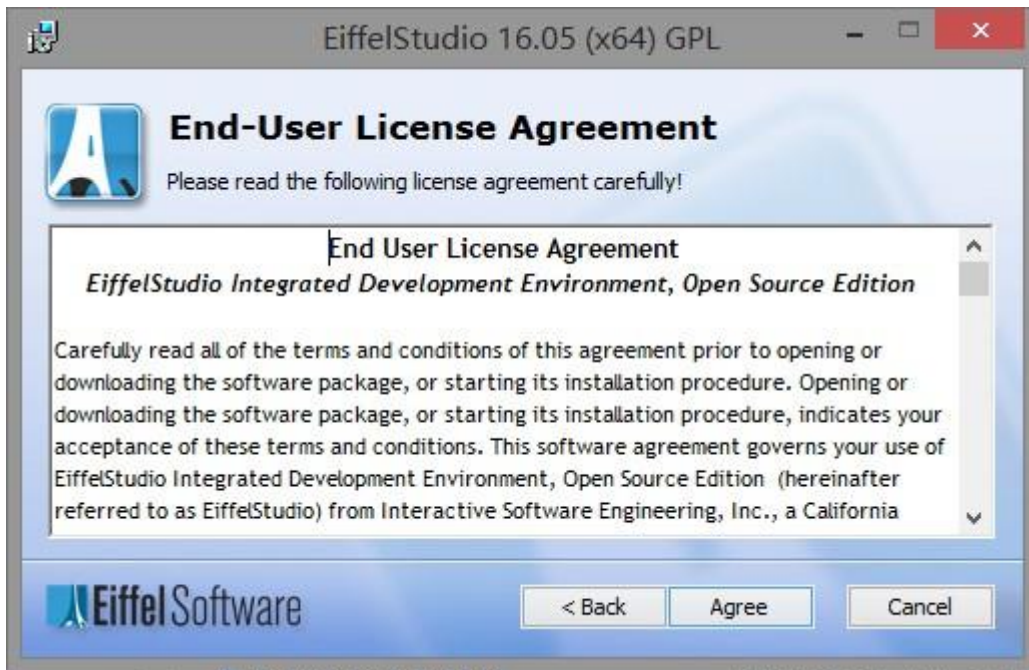 EiffelStudio 16.05 (x64) GPL
End-User License Agreement
Please read the following license agreement carefully!
End User License Agreement
EiffelStudio Integrated Development Environment, Open Source Edition
Carefully read all of the terms and conditions of this agreement prior to opening or
downloading the software package, or starting its installation procedure. Opening or
downloading the software package, or starting its installation procedure, indicates your
acceptance of these terms and conditions. This software agreement governs your use of
EiffelStudio Integrated Development Environment, Open Source Edition (hereinafter
referred to as EiffelStudio) from Interactive Software Engineering, Inc., a California
Eiffel Software
< Back
Agree
Cancel